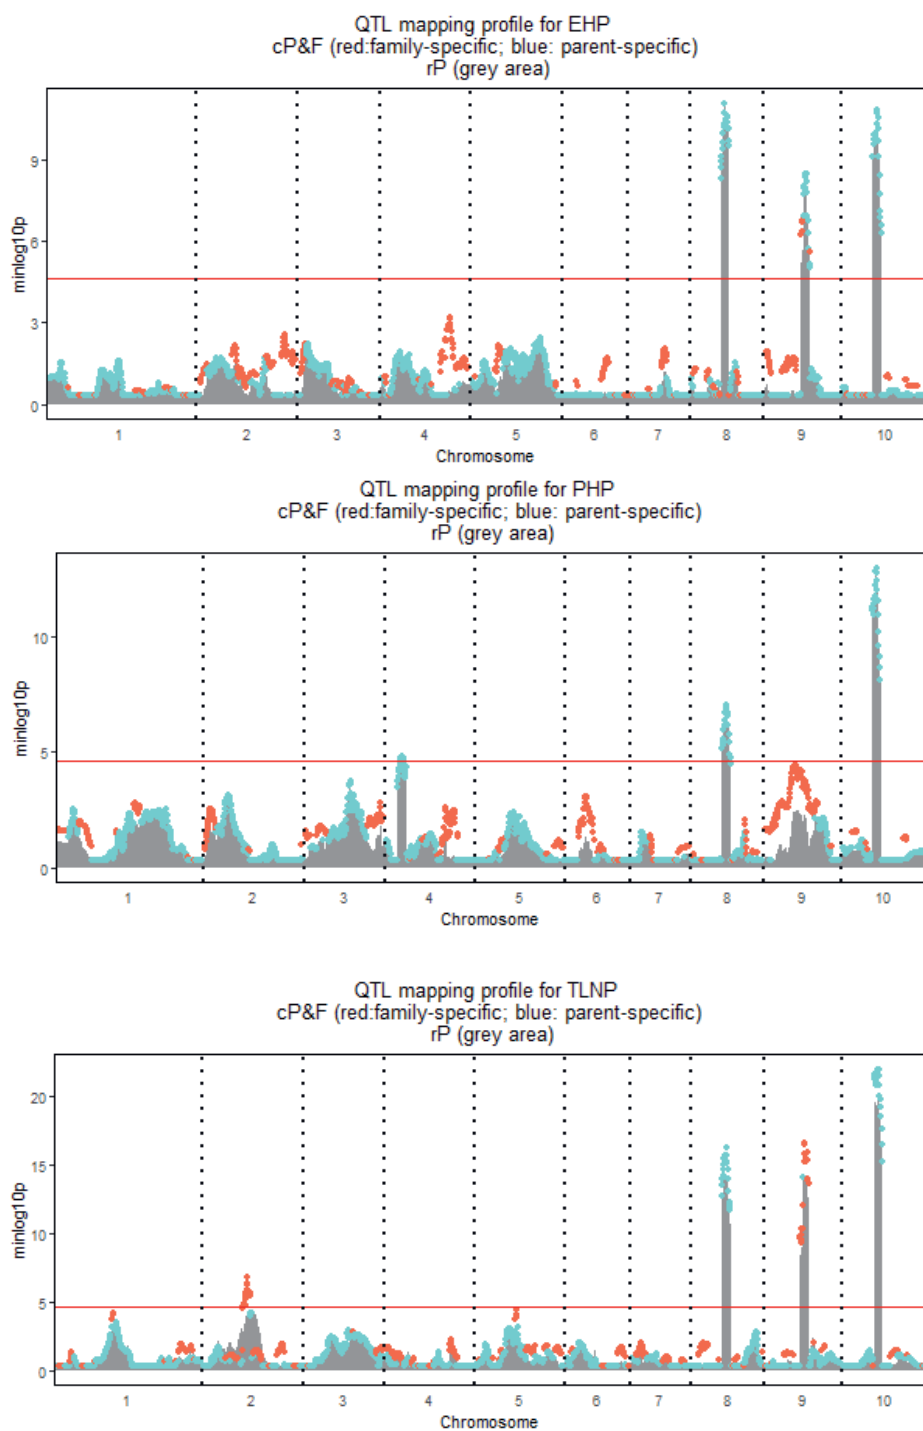 QTL mapping profile for EHP
cP&F (red:family-specific; blue: parent-specific)
rP (grey area)
minlog10p
9
6
3
0
1 2 3 4 5 6 7 8 9 10
Chromosome
QTL mapping profile for PHP
cP&F (red:family-specific; blue: parent-specific)
rP (grey area)
minlog10p
10
5
0
1 2 3 4 5 6 7 8 9 10
Chromosome
QTL mapping profile for TLNP
cP&F (red:family-specific; blue: parent-specific)
rP (grey area)
minlog10p
20
15
10
5
0
1 2 3 4 5 6 7 8 9 10
Chromosome